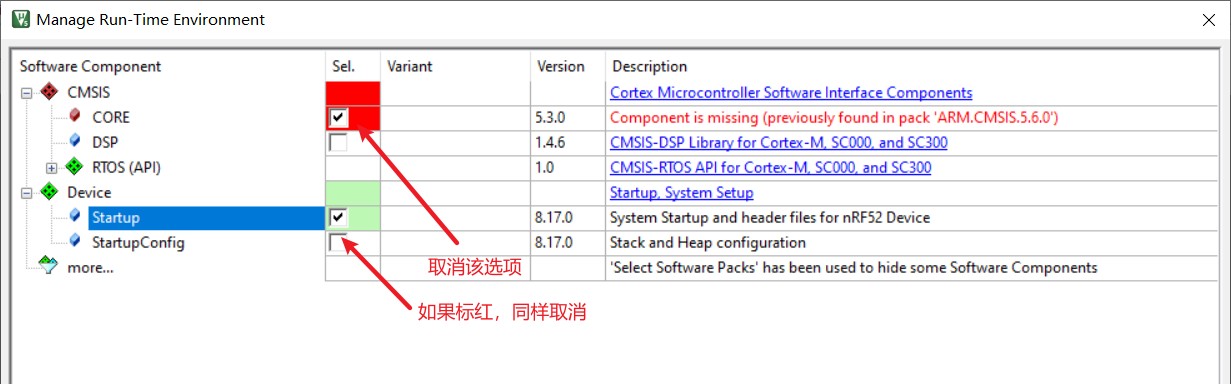 Manage Run-Time Environment
Software Component Sel. Variant Version Description
CMSIS Cortex Microcontroller Software Interface Components
CORE 5.3.0 Component is missing (previously found in pack 'ARM.CMSIS.5.6.0')
DSP 1.4.6 CMSIS-DSP Library for Cortex-M, SC000, and SC300
RTOS (API) 1.0 CMSIS-RTOS API for Cortex-M, SC000, and SC300
Device Startup, System Setup
Startup 8.17.0 System Startup and header files for nRF52 Device
StartupConfig 8.17.0 Stack and Heap configuration
more... 'Select Software Packs' has been used to hide some Software Components
取消该选项
如果标红，同样取消